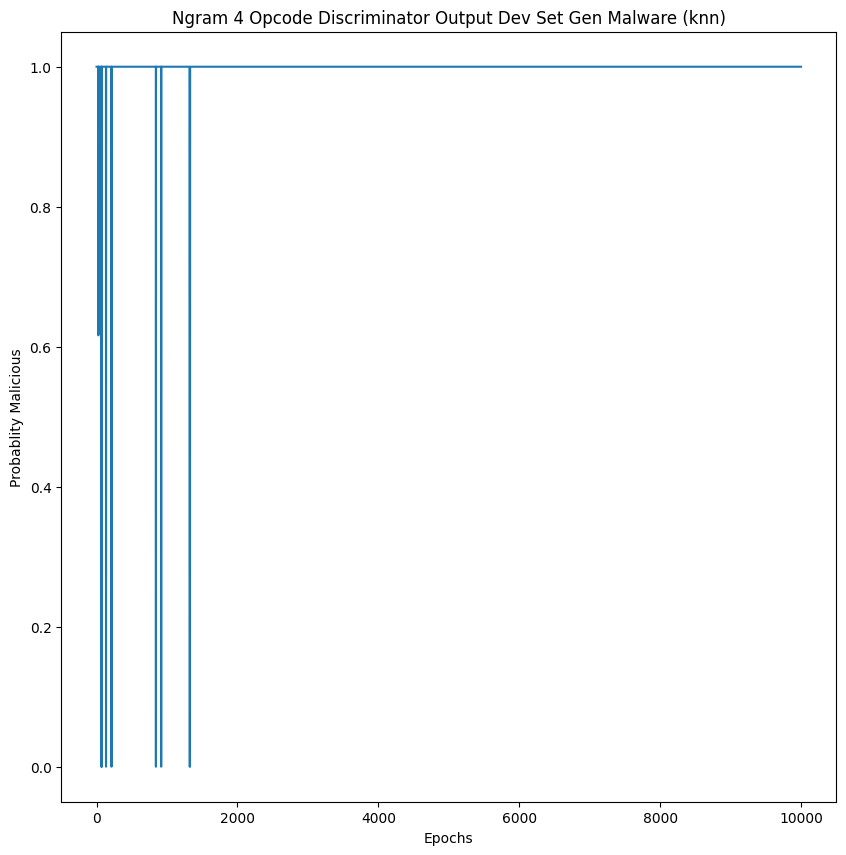 Ngram 4 Opcode Discriminator Output Dev Set Gen Malware (knn)
1.0
0.8
0.6
0.4
0.2
0.0
Probablity Malicious
0 2000 4000 6000 8000 10000
Epochs